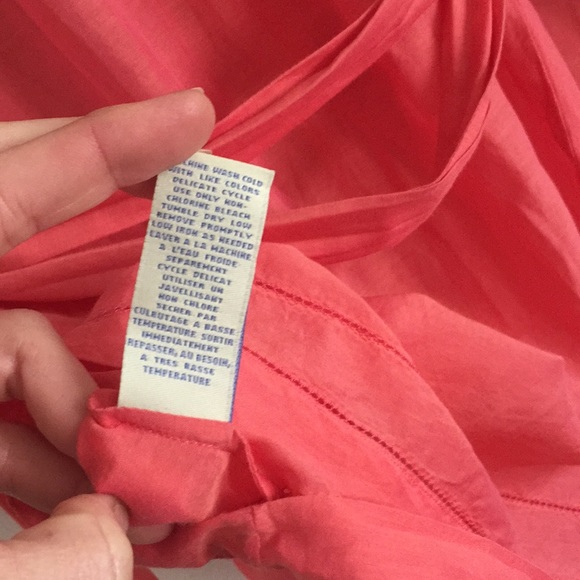 MACHINE WASH COLD
WITH LIKE COLORS
DELICATE CYCLE
USE ONLY NON-
CHLORINE BLEACH
TUMBLE DRY LOW
REMOVE PROMPTLY
LOW IRON AS NEEDED
LAVER A LA MACHINE
A L'EAU FROIDE
SEPAREMENT
CYCLE DELICAT
UTILISER UN
JAVELLISANT
NON CHLORE
SECHER PAR
CULBUTAGE A BASSE
TEMPERATURE SORTIR
IMMEDIATEMENT
REPASSER, AU BESOIN,
A TRES BASSE
TEMPERATURE